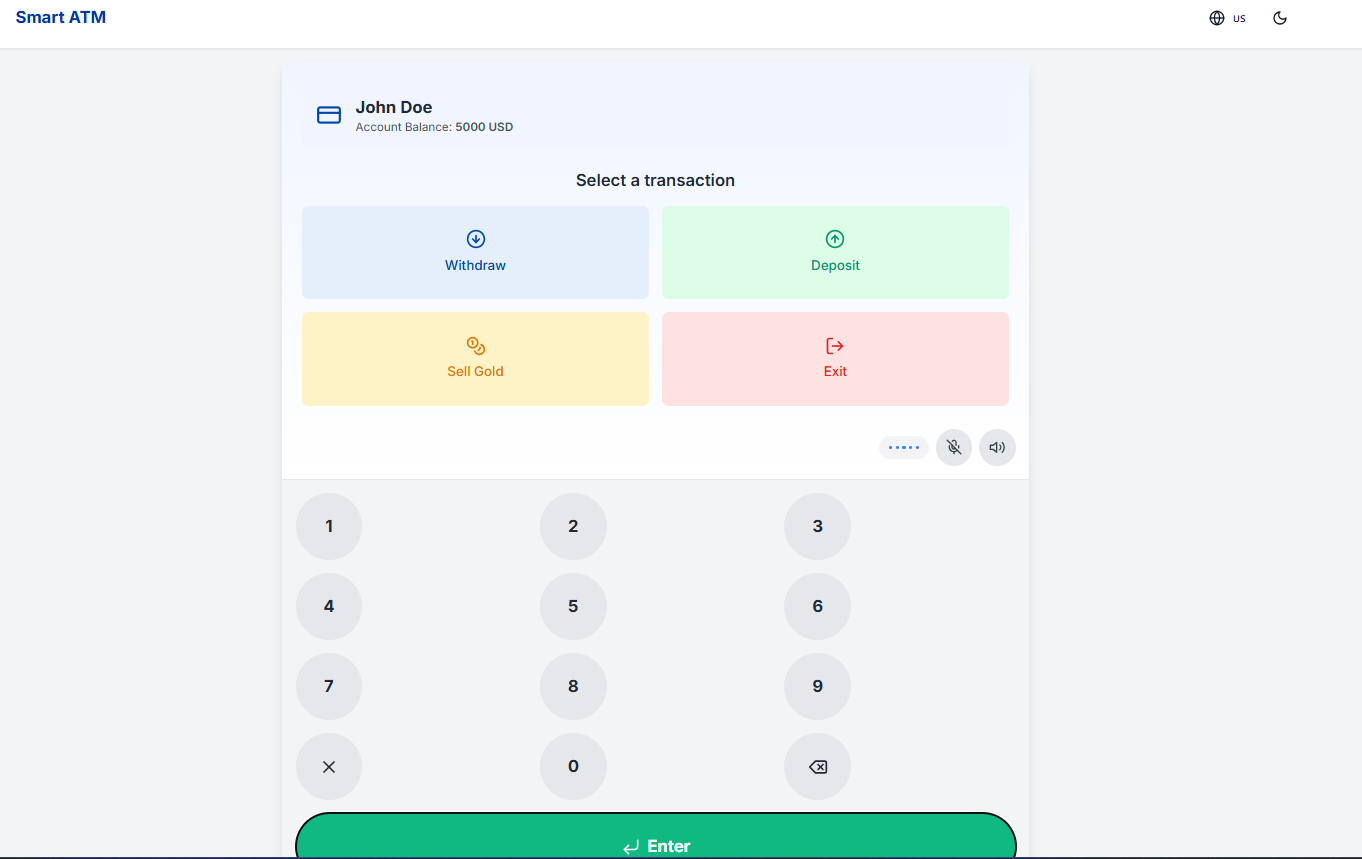 Smart ATM
US
John Doe
Account Balance: 5000 USD
Select a transaction
Withdraw
Deposit
Sell Gold
Exit
1
2
3
4
5
6
7
8
9
0
Enter